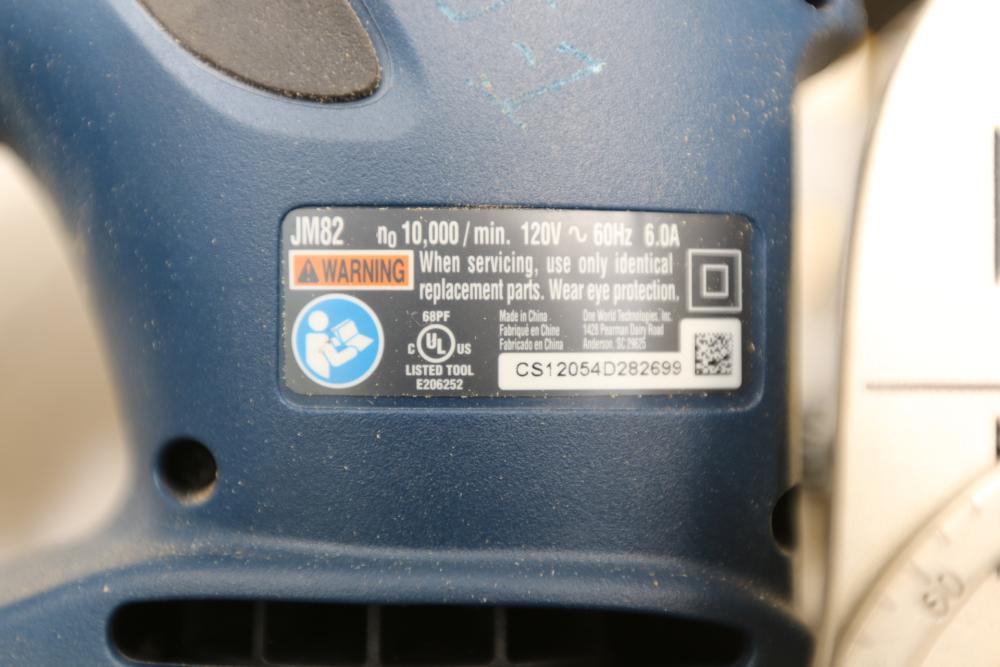 JM82 n0 10,000 / min. 120V ~ 60Hz 6.0A
WARNING
When servicing, use only identical
replacement parts. Wear eye protection.
68PF
C UL US
LISTED TOOL
E206252
Made in China
Fabriqué en Chine
Fabricado en China
One World Technologies, Inc.
1428 Pearman Dairy Road
Anderson, SC 29625
CS12054D282699